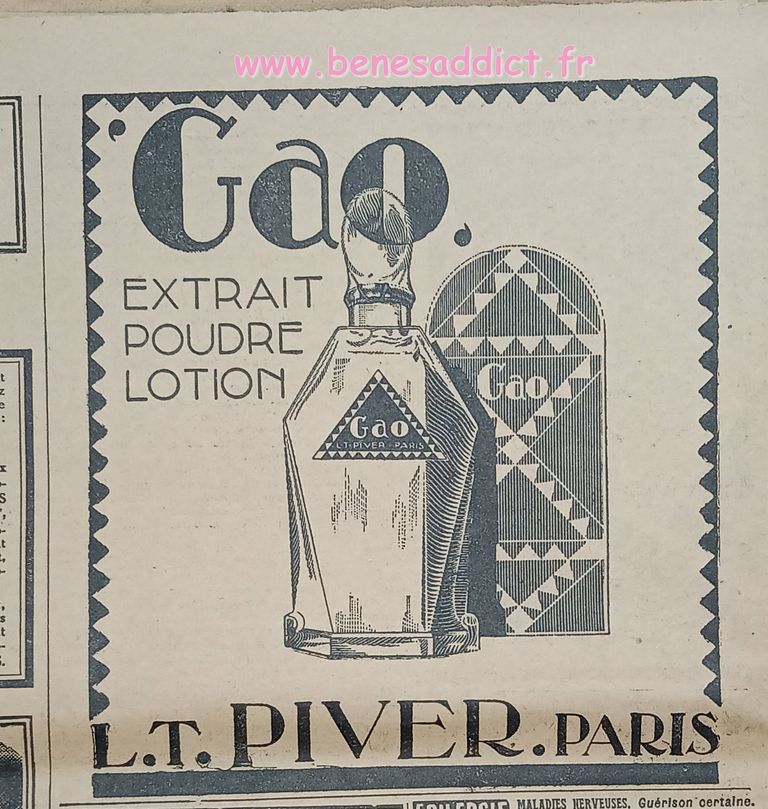 www.benesaddict.fr
'Gao,
EXTRAIT
POUDRE
LOTION
Gao
Gao
L.T. PIVER - PARIS
L.T. PIVER. PARIS
MALADIES NERVEUSES. Guérison certaine.